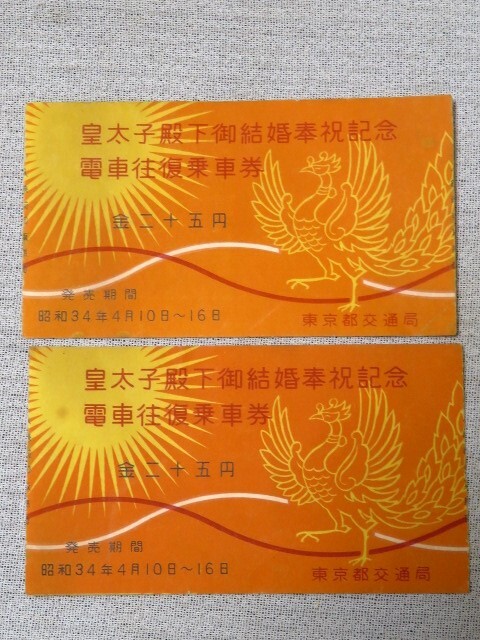 皇太子殿下御結婚奉祝記念
電車往復乗車券
金二十五円
発売期間
昭和34年4月10日〜16日
東京都交通局
皇太子殿下御結婚奉祝記念
電車往復乗車券
金二十五円
発売期間
昭和34年4月10日〜16日
東京都交通局